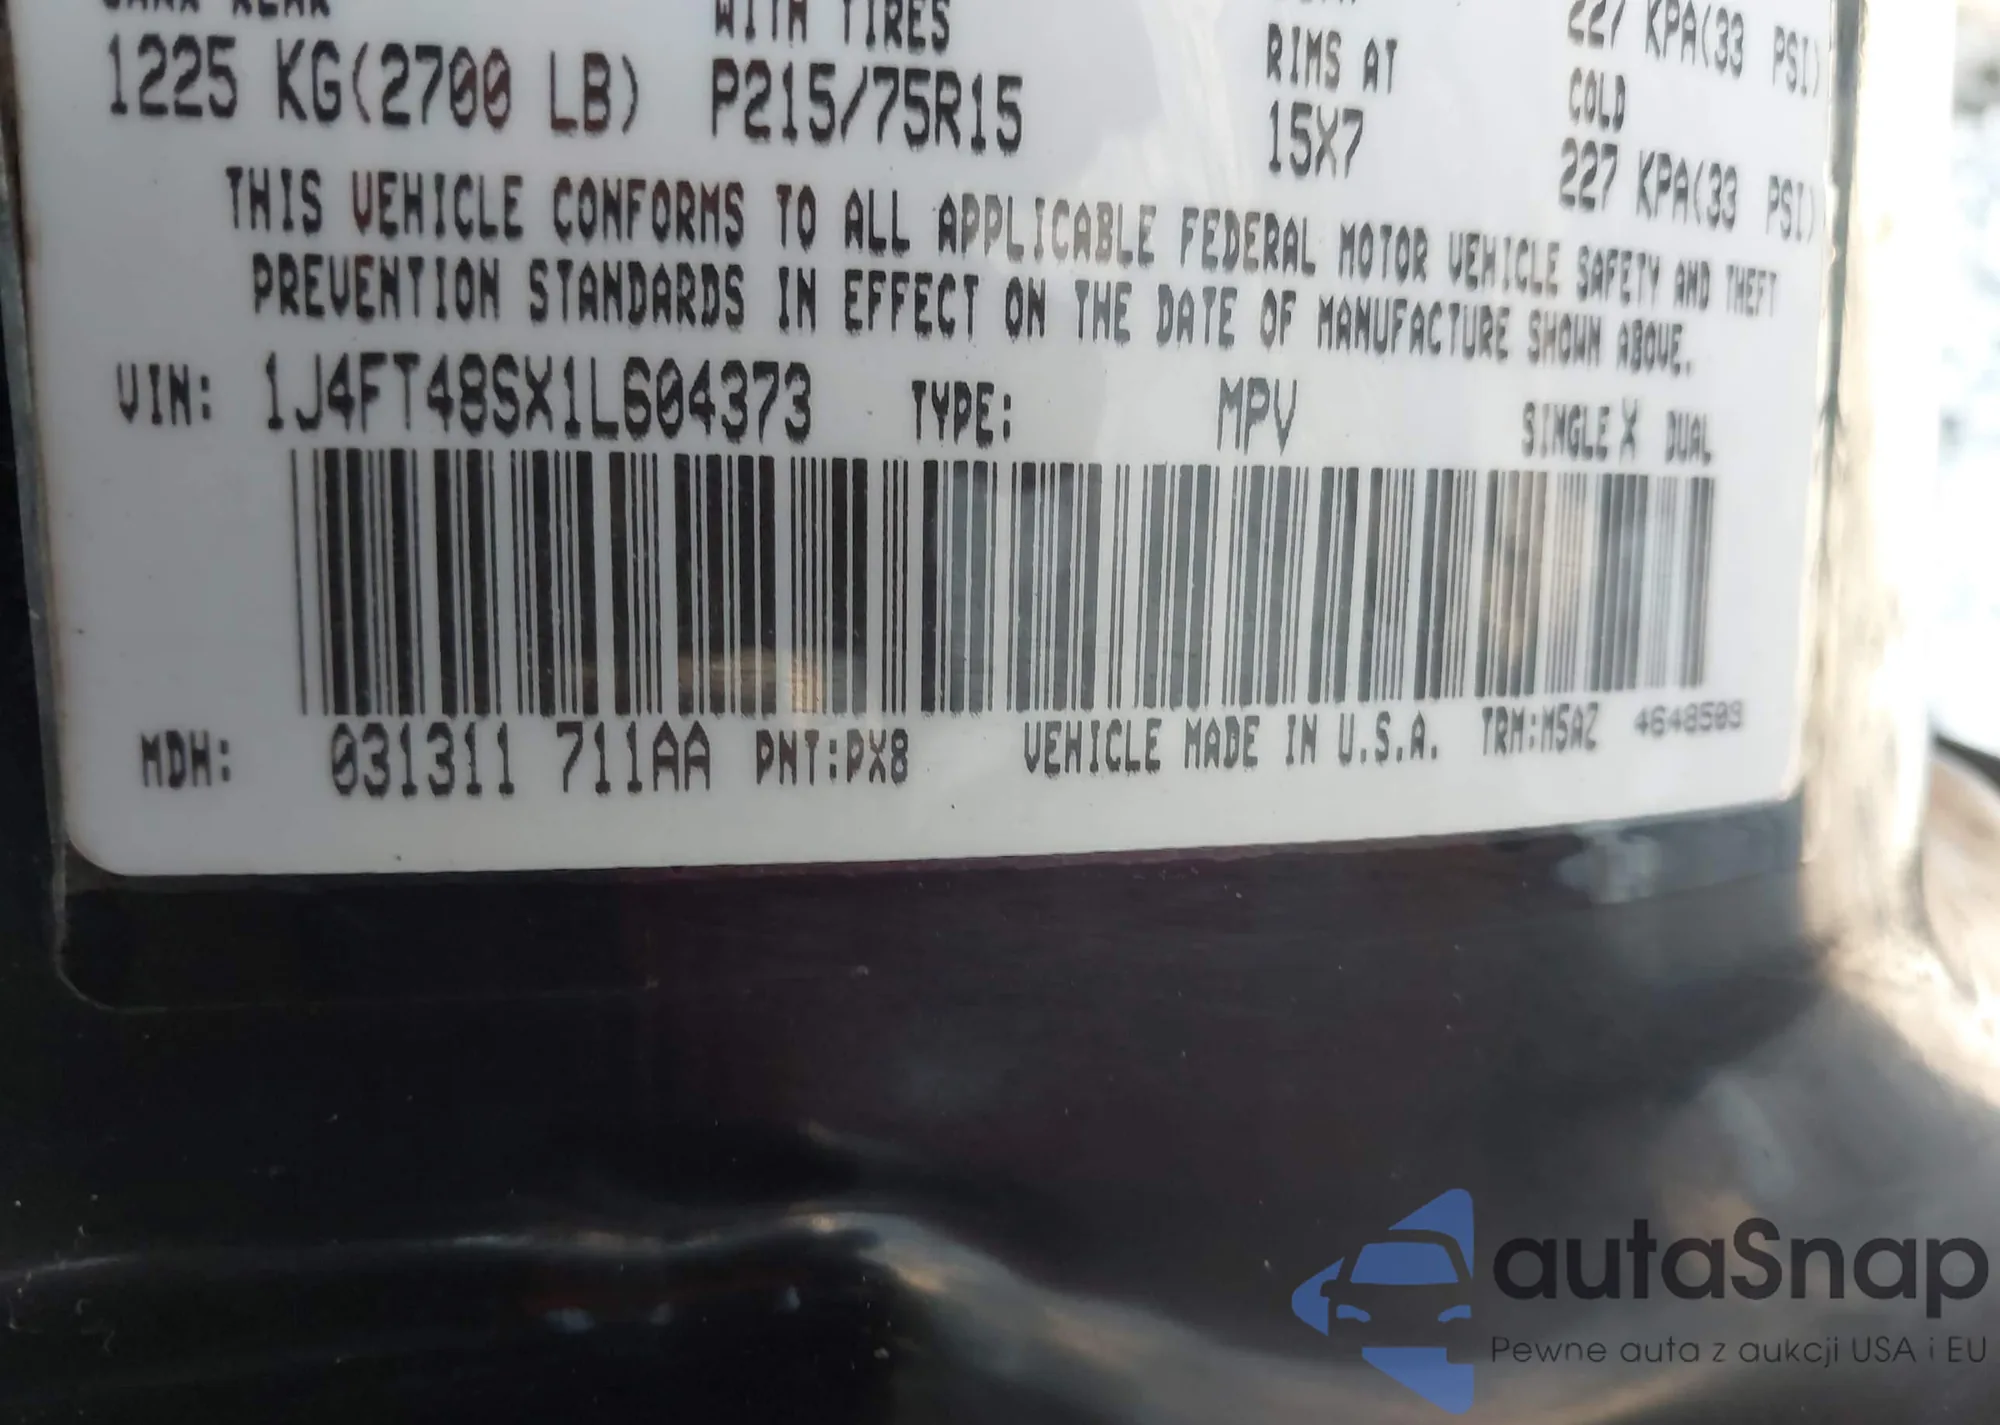 GAWR REAR WITH TIRES RIMS AT 227 KPA(33 PSI)
1225 KG(2700 LB) P215/75R15 15X7 COLD
227 KPA(33 PSI)
THIS VEHICLE CONFORMS TO ALL APPLICABLE FEDERAL MOTOR VEHICLE SAFETY AND THEFT
PREVENTION STANDARDS IN EFFECT ON THE DATE OF MANUFACTURE SHOWN ABOVE.
VIN: 1J4FT48SX1L604373 TYPE: MPV SINGLE X DUAL
MDH: 031311 711AA PNT:PX8 VEHICLE MADE IN U.S.A. TRM:M5AZ 4648509
autaSnap
Pewne auta z aukcji USA i EU